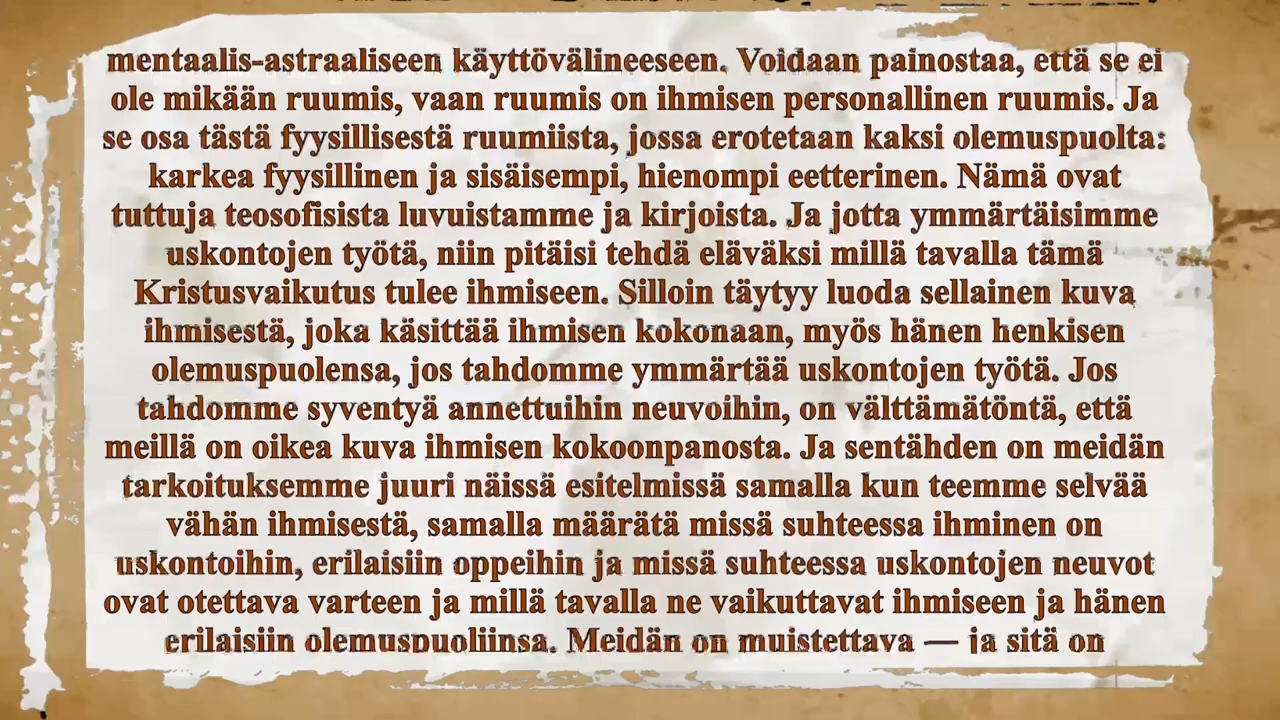 mentaalis-astraaliseen käyttövälineeseen. Voidaan painostaa, että se ei
ole mikään ruumis, vaan ruumis on ihmisen personallinen ruumis. Ja
se osa tästä fyysillisestä ruumiista, jossa erotetaan kaksi olemuspuolta:
karkea fyysillinen ja sisäisempi, hienompi eetterinen. Nämä ovat
tuttuja teosofisista luvuistamme ja kirjoista. Ja jotta ymmärtäisimme
uskontojen työtä, niin pitäisi tehdä eläväksi millä tavalla tämä
Kristusvaikutus tulee ihmiseen. Silloin täytyy luoda sellainen kuva
ihmisestä, joka käsittää ihmisen kokonaan, myös hänen henkisen
olemuspuolensa, jos tahdomme ymmärtää uskontojen työtä. Jos
tahdomme syventyä annettuihin neuvoihin, on välttämätöntä, että
meillä on oikea kuva ihmisen kokoonpanosta. Ja sentähden on meidän
tarkoituksemme juuri näissä esitelmissä samalla kun teemme selvää
vähän ihmisestä, samalla määrätä missä suhteessa ihminen on
uskontoihin, erilaisiin oppeihin ja missä suhteessa uskontojen neuvot
ovat otettava varteen ja millä tavalla ne vaikuttavat ihmiseen ja hänen
erilaisiin olemuspuoliinsa. Meidän on muistettava — ja sitä on